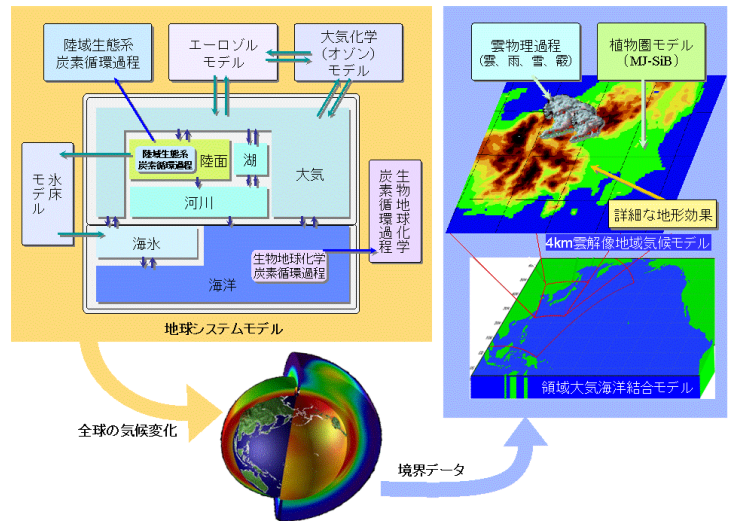 陸域生態系
炭素循環過程
エーロゾル
モデル
大気化学
(オゾン)
モデル
陸域生態系
炭素循環過程
陸面
湖
大気
河川
氷床
モデル
海氷
海洋
生物地球化学
炭素循環過程
生物地球化学
炭素循環過程
地球システムモデル
全球の気候変化
境界データ
雲物理過程
(雲、雨、雪、霰)
植物圏モデル
(MJ-SiB)
詳細な地形効果
4km雲解像地域気候モデル
領域大気海洋結合モデル